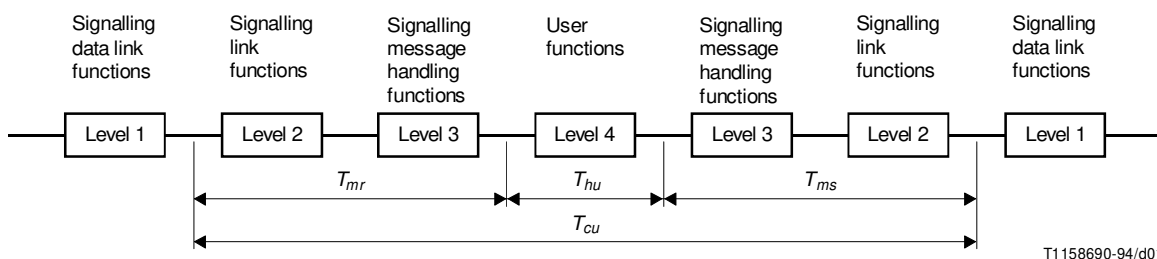 Signalling
data link
functions
Signalling
link
functions
Signalling
message
handling
functions
User
functions
Signalling
message
handling
functions
Signalling
link
functions
Signalling
data link
functions
Level 1
Level 2
Level 3
Level 4
Level 3
Level 2
Level 1
Tmr
Thu
Tms
Tcu
T1158690-94/d0